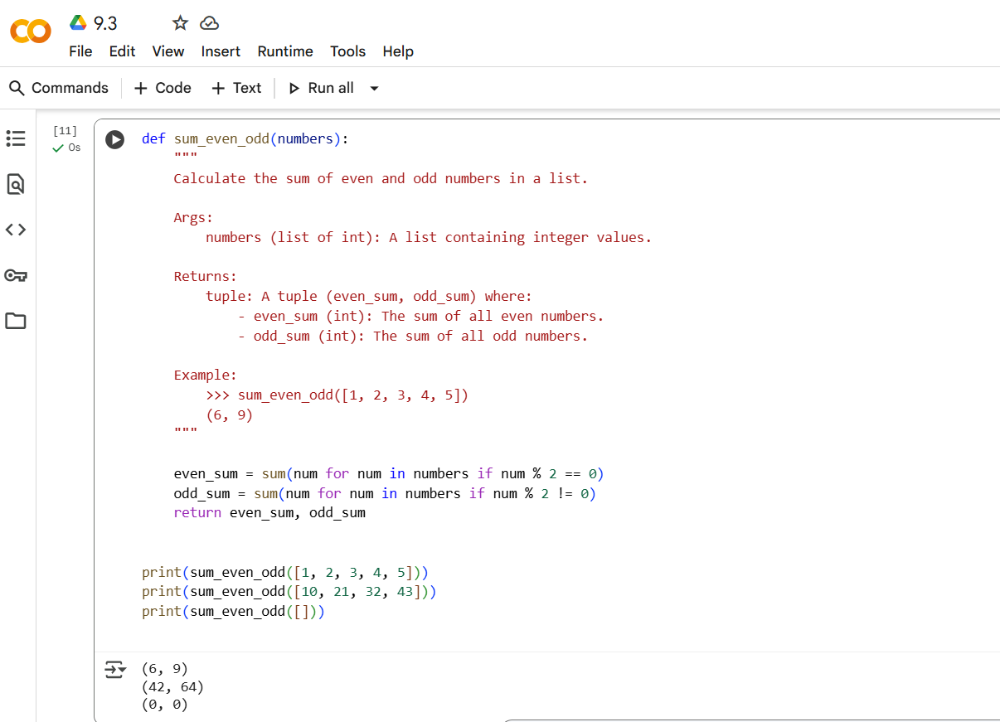 9.3
File Edit View Insert Runtime Tools Help
Commands + Code + Text Run all
[11]
0s
def sum_even_odd(numbers):
    """
    Calculate the sum of even and odd numbers in a list.

    Args:
        numbers (list of int): A list containing integer values.

    Returns:
        tuple: A tuple (even_sum, odd_sum) where:
            - even_sum (int): The sum of all even numbers.
            - odd_sum (int): The sum of all odd numbers.

    Example:
        >>> sum_even_odd([1, 2, 3, 4, 5])
        (6, 9)
    """

    even_sum = sum(num for num in numbers if num % 2 == 0)
    odd_sum = sum(num for num in numbers if num % 2 != 0)
    return even_sum, odd_sum


print(sum_even_odd([1, 2, 3, 4, 5]))
print(sum_even_odd([10, 21, 32, 43]))
print(sum_even_odd([]))

(6, 9)
(42, 64)
(0, 0)